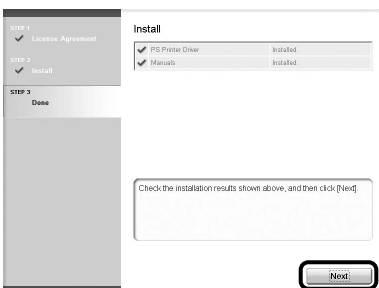 STEP 1
License Agreement
STEP 2
Install
STEP 3
Done
Install
PS Printer Driver Installed.
Manuals Installed.
Check the installation results shown above, and then click [Next].
Next